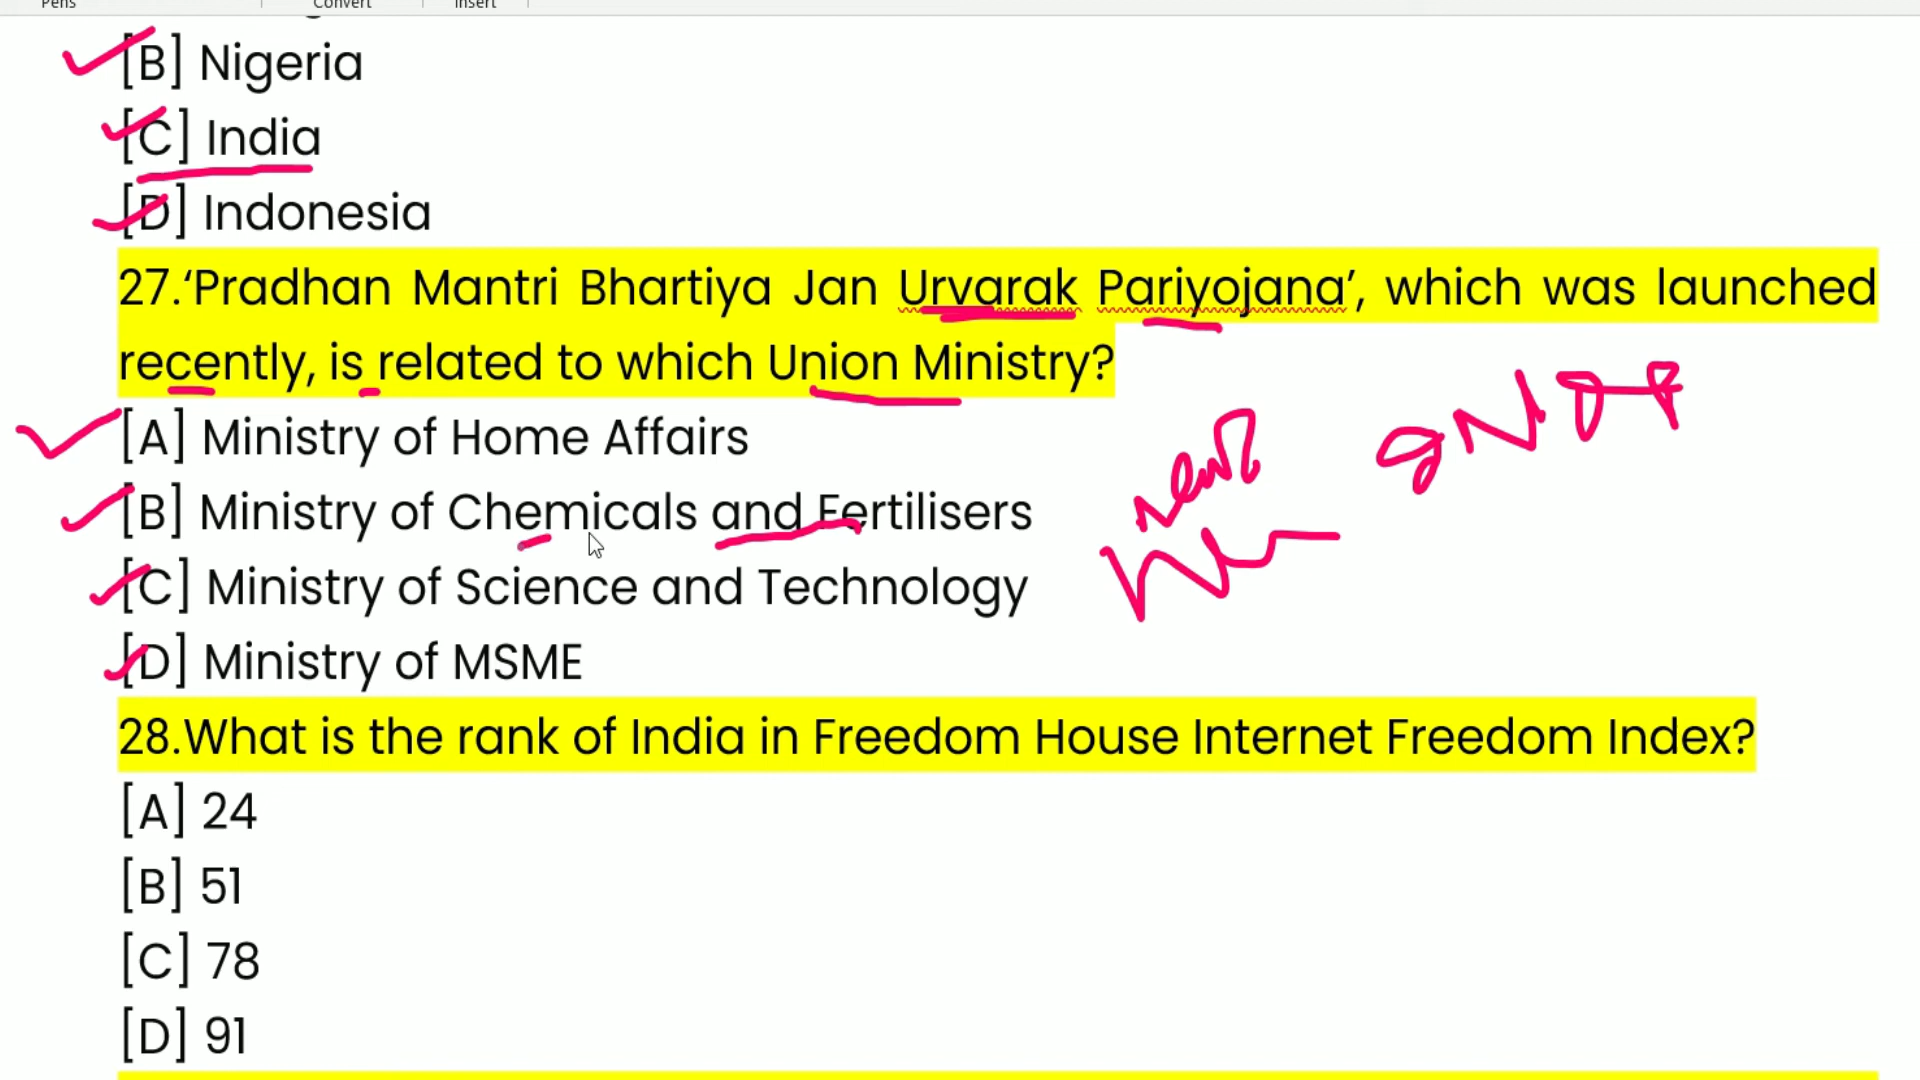 Pens Convert Insert
[B] Nigeria
[C] India
[D] Indonesia
27.‘Pradhan Mantri Bhartiya Jan Urvarak Pariyojana’, which was launched
recently, is related to which Union Ministry?
[A] Ministry of Home Affairs
[B] Ministry of Chemicals and Fertilisers
[C] Ministry of Science and Technology
[D] Ministry of MSME
28.What is the rank of India in Freedom House Internet Freedom Index?
[A] 24
[B] 51
[C] 78
[D] 91